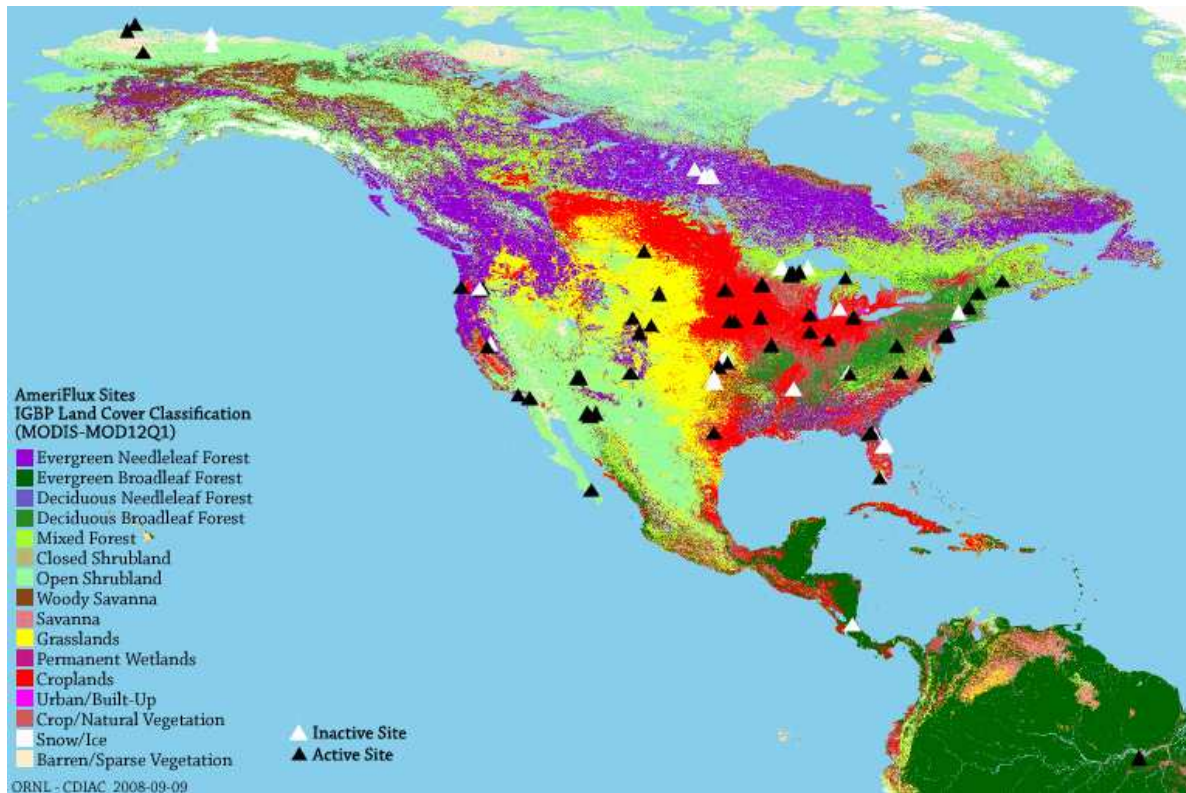 AmeriFlux Sites
IGBP Land Cover Classification
(MODIS-MOD12Q1)
Evergreen Needleleaf Forest
Evergreen Broadleaf Forest
Deciduous Needleleaf Forest
Deciduous Broadleaf Forest
Mixed Forest
Closed Shrubland
Open Shrubland
Woody Savanna
Savanna
Grasslands
Permanent Wetlands
Croplands
Urban/Built-Up
Crop/Natural Vegetation
Snow/Ice
Barren/Sparse Vegetation
ORNL - CDIAC 2008-09-09
Inactive Site
Active Site